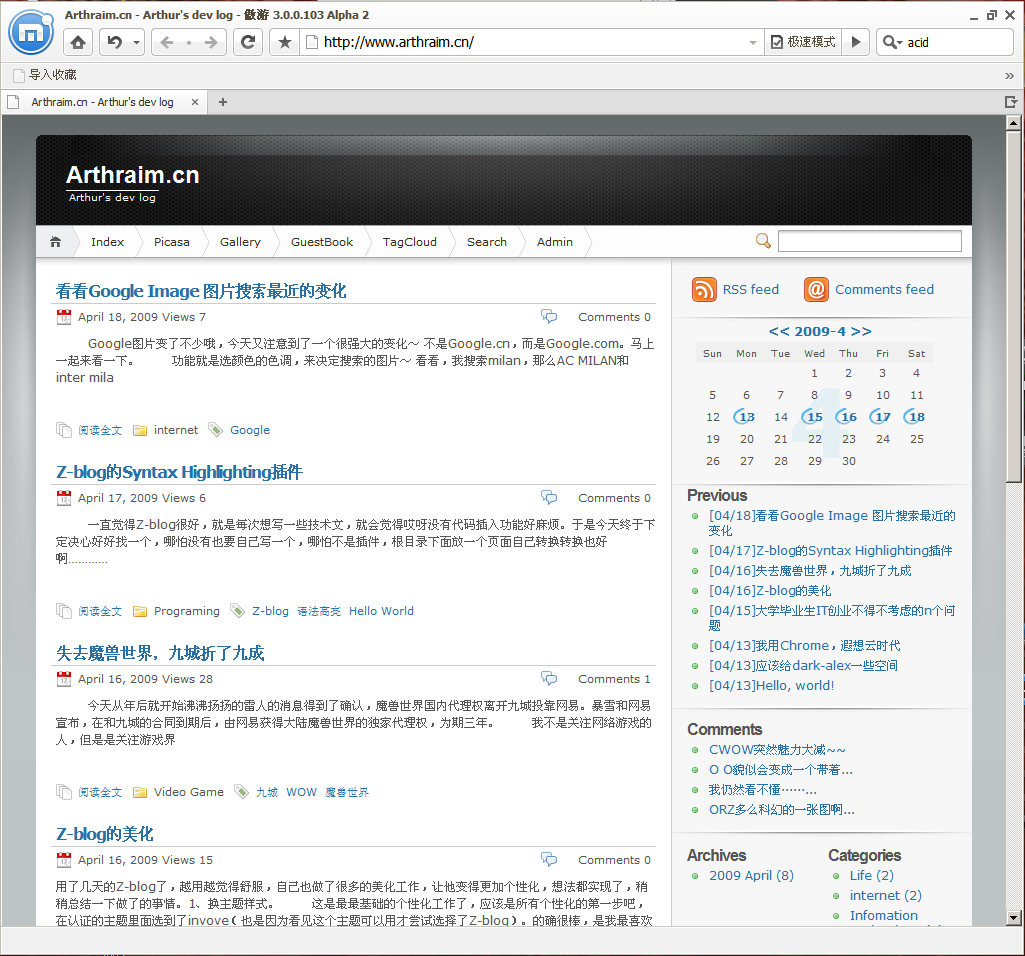 Arthraim.cn - Arthur's dev log - 傲游 3.0.0.103 Alpha 2
http://www.arthraim.cn/
极速模式
acid
导入收藏
Arthraim.cn - Arthur's dev log
Arthraim.cn
Arthur's dev log
Index Picasa Gallery GuestBook TagCloud Search Admin
看看Google Image 图片搜索最近的变化
April 18, 2009 Views 7 Comments 0
Google图片变了不少哦，今天又注意到了一个很强大的变化～ 不是Google.cn，而是Google.com。马上
一起来看一下。 功能就是选颜色的色调，来决定搜索的图片～ 看看，我搜索milan，那么AC MILAN和
inter mila
阅读全文 internet Google
Z-blog的Syntax Highlighting插件
April 17, 2009 Views 6 Comments 0
一直觉得Z-blog很好，就是每次想写一些技术文，就会觉得哎呀没有代码插入功能好麻烦。于是今天终于下
定决心好好找一个，哪怕没有也要自己写一个，哪怕不是插件，根目录下面放一个页面自己转换转换也好
啊............
阅读全文 Programing Z-blog 语法高亮 Hello World
失去魔兽世界，九城折了九成
April 16, 2009 Views 28 Comments 1
今天从年后就开始沸沸扬扬的雷人的消息得到了确认，魔兽世界国内代理权离开九城投靠网易。暴雪和网易
宣布，在和九城的合同到期后，由网易获得大陆魔兽世界的独家代理权，为期三年。 我不是关注网络游戏的
人，但是是关注游戏界
阅读全文 Video Game 九城 WOW 魔兽世界
Z-blog的美化
April 16, 2009 Views 15 Comments 0
用了几天的Z-blog了，越用越觉得舒服，自己也做了很多的美化工作，让他变得更加个性化，想法都实现了，稍
稍总结一下做了的事情。1、换主题样式。 这是最最基础的个性化工作了，应该是所有个性化的第一步吧，
在认证的主题里面选到了invove（也是因为看见这个主题可以用才尝试选择了Z-blog）。的确很棒，是我最喜欢
RSS feed Comments feed
<< 2009-4 >>
Sun Mon Tue Wed Thu Fri Sat
1 2 3 4
5 6 7 8 9 10 11
12 13 14 15 16 17 18
19 20 21 22 23 24 25
26 27 28 29 30
4
Previous
[04/18]看看Google Image 图片搜索最近的
变化
[04/17]Z-blog的Syntax Highlighting插件
[04/16]失去魔兽世界，九城折了九成
[04/16]Z-blog的美化
[04/15]大学毕业生IT创业不得不考虑的n个问
题
[04/13]我用Chrome，遐想云时代
[04/13]应该给dark-alex一些空间
[04/13]Hello, world!
Comments
CWOW突然魅力大减~~
O O貌似会变成一个带着...
我仍然看不懂……...
ORZ多么科幻的一张图啊...
Archives
2009 April (8)
Categories
Life (2)
internet (2)
Infomation